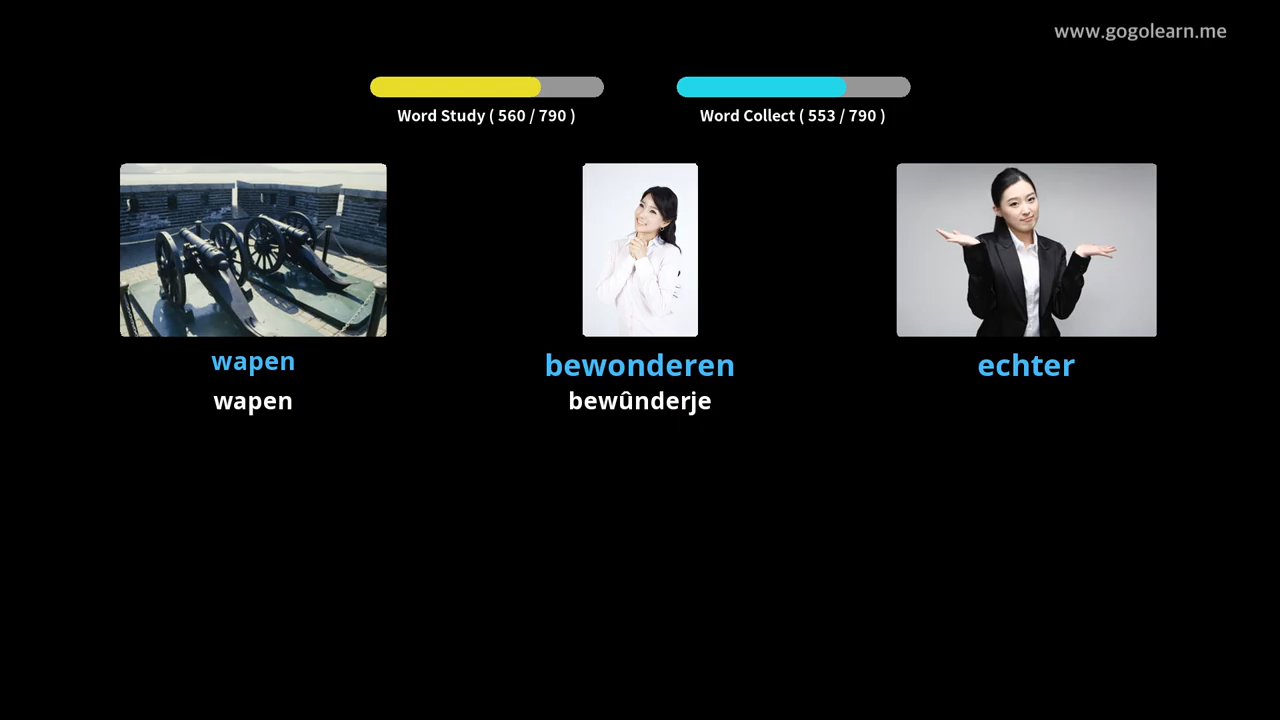 www.gogolearn.me
Word Study ( 560 / 790 )
Word Collect ( 553 / 790 )
wapen
wapen
bewonderen
bewûnderje
echter